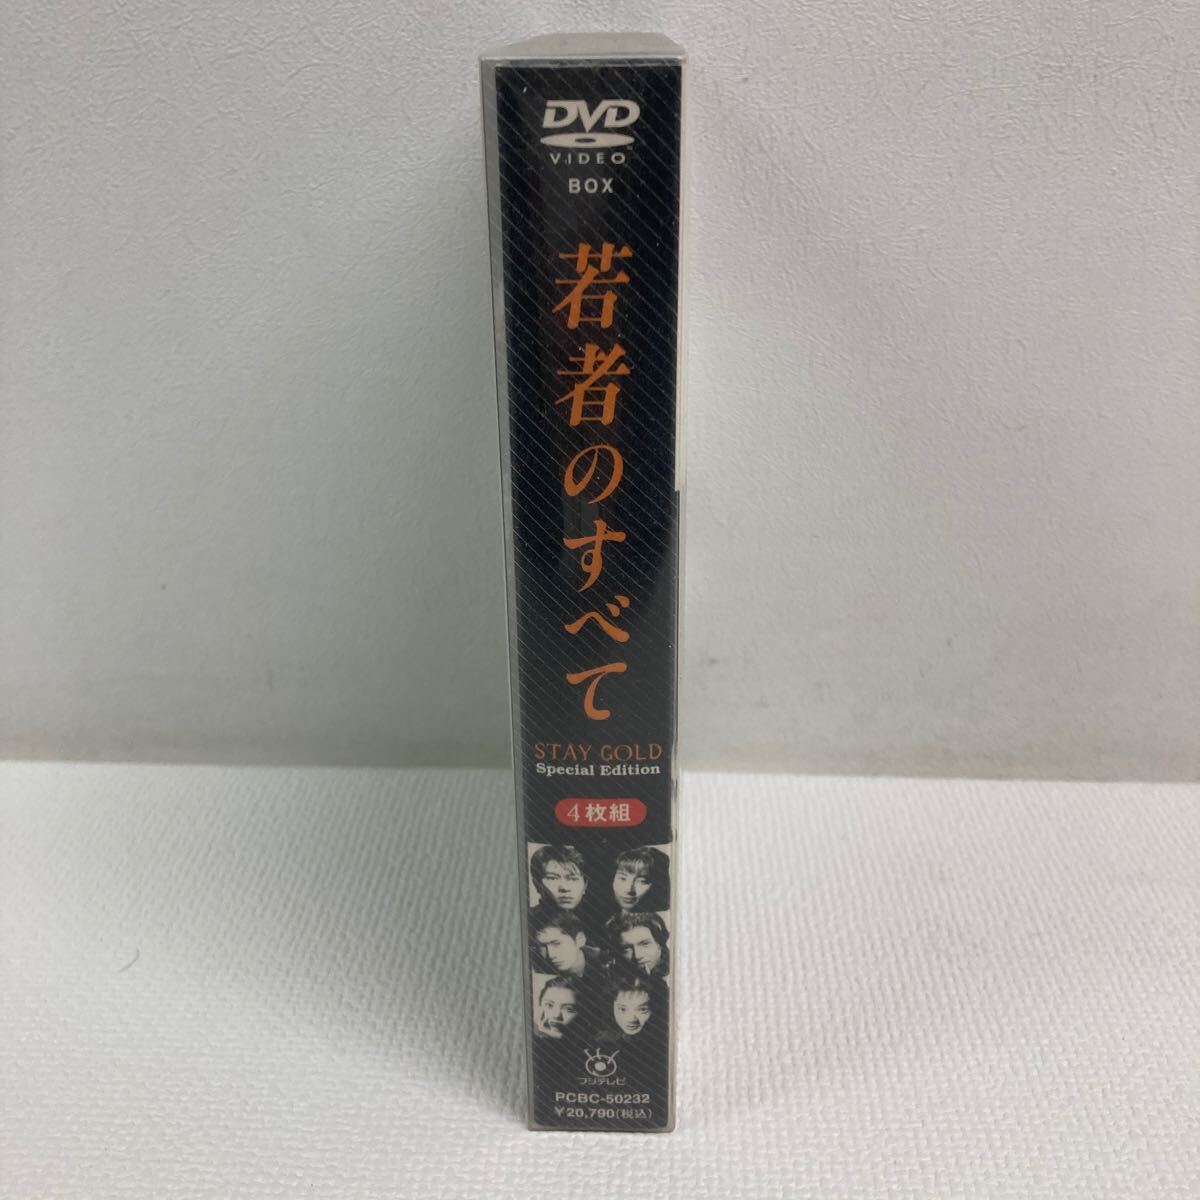 DVD
VIDEO
BOX
若者のすべて
STAY GOLD
Special Edition
4枚組
フジテレビ
PCBC-50232
¥20,790(税込)